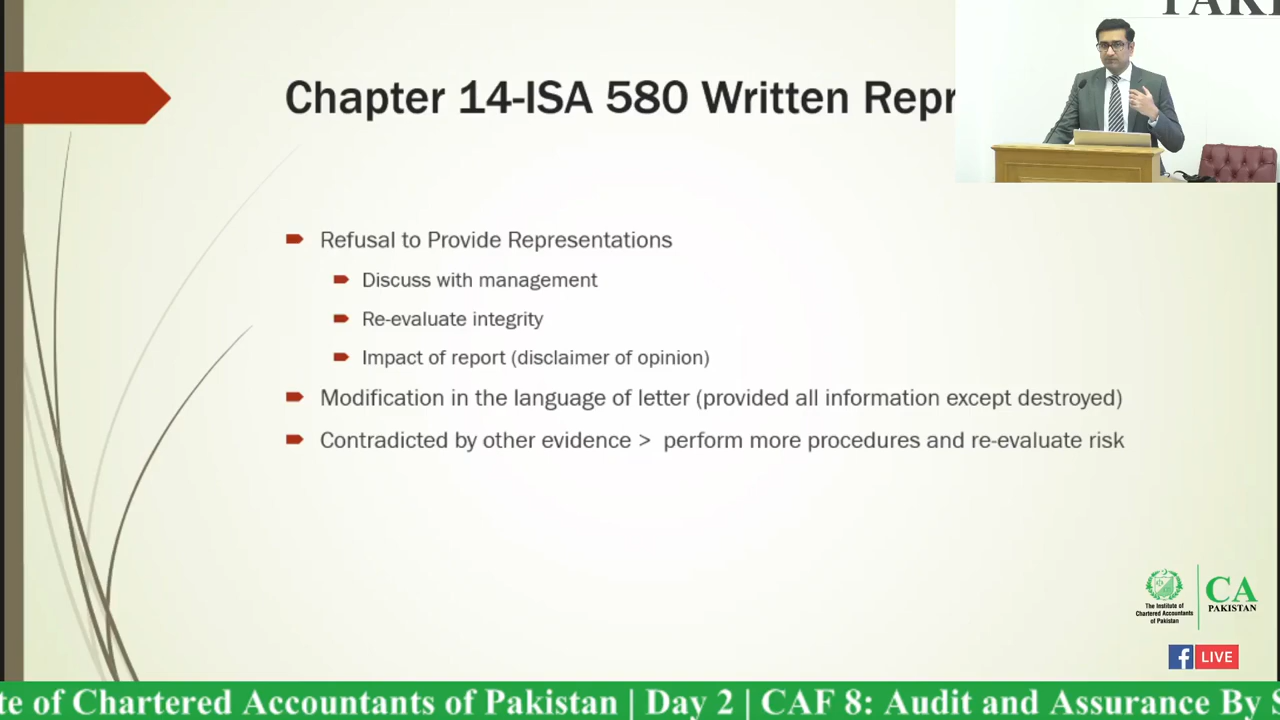 Chapter 14-ISA 580 Written Repr
Refusal to Provide Representations
Discuss with management
Re-evaluate integrity
Impact of report (disclaimer of opinion)
Modification in the language of letter (provided all information except destroyed)
Contradicted by other evidence > perform more procedures and re-evaluate risk
The Institute of
Chartered Accountants
of Pakistan
CA
PAKISTAN
f LIVE
te of Chartered Accountants of Pakistan | Day 2 | CAF 8: Audit and Assurance By S